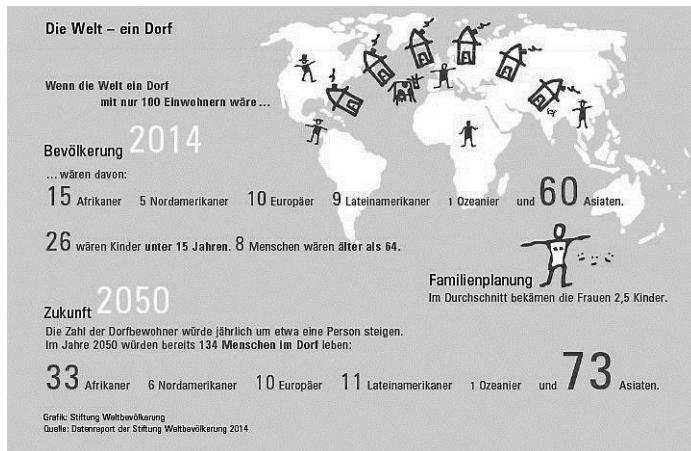 Die Welt – ein Dorf
Wenn die Welt ein Dorf
mit nur 100 Einwohnern wäre ...
Bevölkerung 2014
... wären davon:
15 Afrikaner 5 Nordamerikaner 10 Europäer 9 Lateinamerikaner 1 Ozeanier und 60 Asiaten.
26 wären Kinder unter 15 Jahren. 8 Menschen wären älter als 64.
Familienplanung
Im Durchschnitt bekämen die Frauen 2,5 Kinder.
Zukunft 2050
Die Zahl der Dorfbewohner würde jährlich um etwa eine Person steigen.
Im Jahre 2050 würden bereits 134 Menschen im Dorf leben:
33 Afrikaner 6 Nordamerikaner 10 Europäer 11 Lateinamerikaner 1 Ozeanier und 73 Asiaten.
Grafik: Stiftung Weltbevölkerung
Quelle: Datenreport der Stiftung Weltbevölkerung 2014